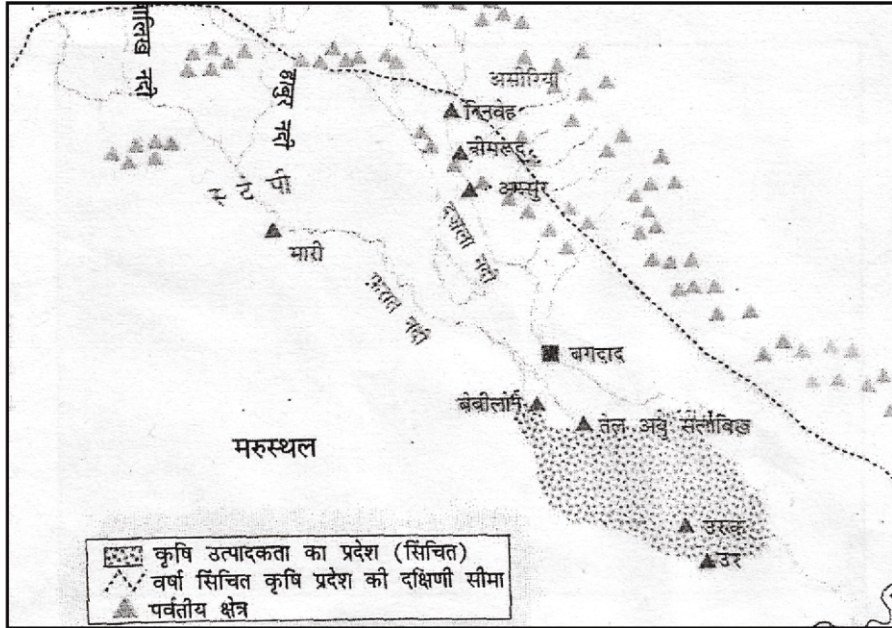 बालिख नदी
हाबुर नदी
असीरिया
निनवेह
नीमरूद
अस्सुर
स्टेपी
मारी
दजला नदी
फ़रात नदी
बगदाद
बेबीलोन
तेल अबु सलाबिख
मरुस्थल
उरुक
उर
कृषि उत्पादकता का प्रदेश (सिंचित)
वर्षा सिंचित कृषि प्रदेश की दक्षिणी सीमा
पर्वतीय क्षेत्र